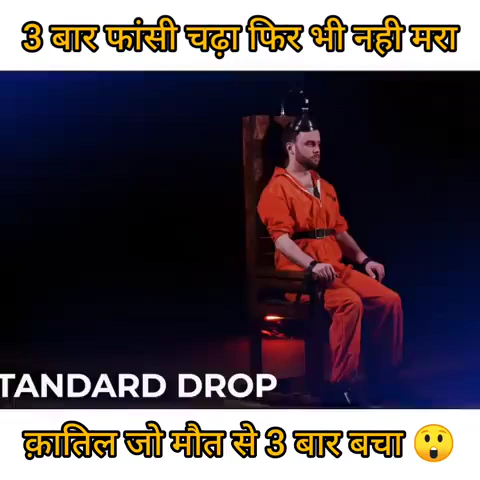 3 बार फांसी चढ़ा फिर भी नही मरा
TANDARD DROP
क़ातिल जो मौत से 3 बार बचा 😲